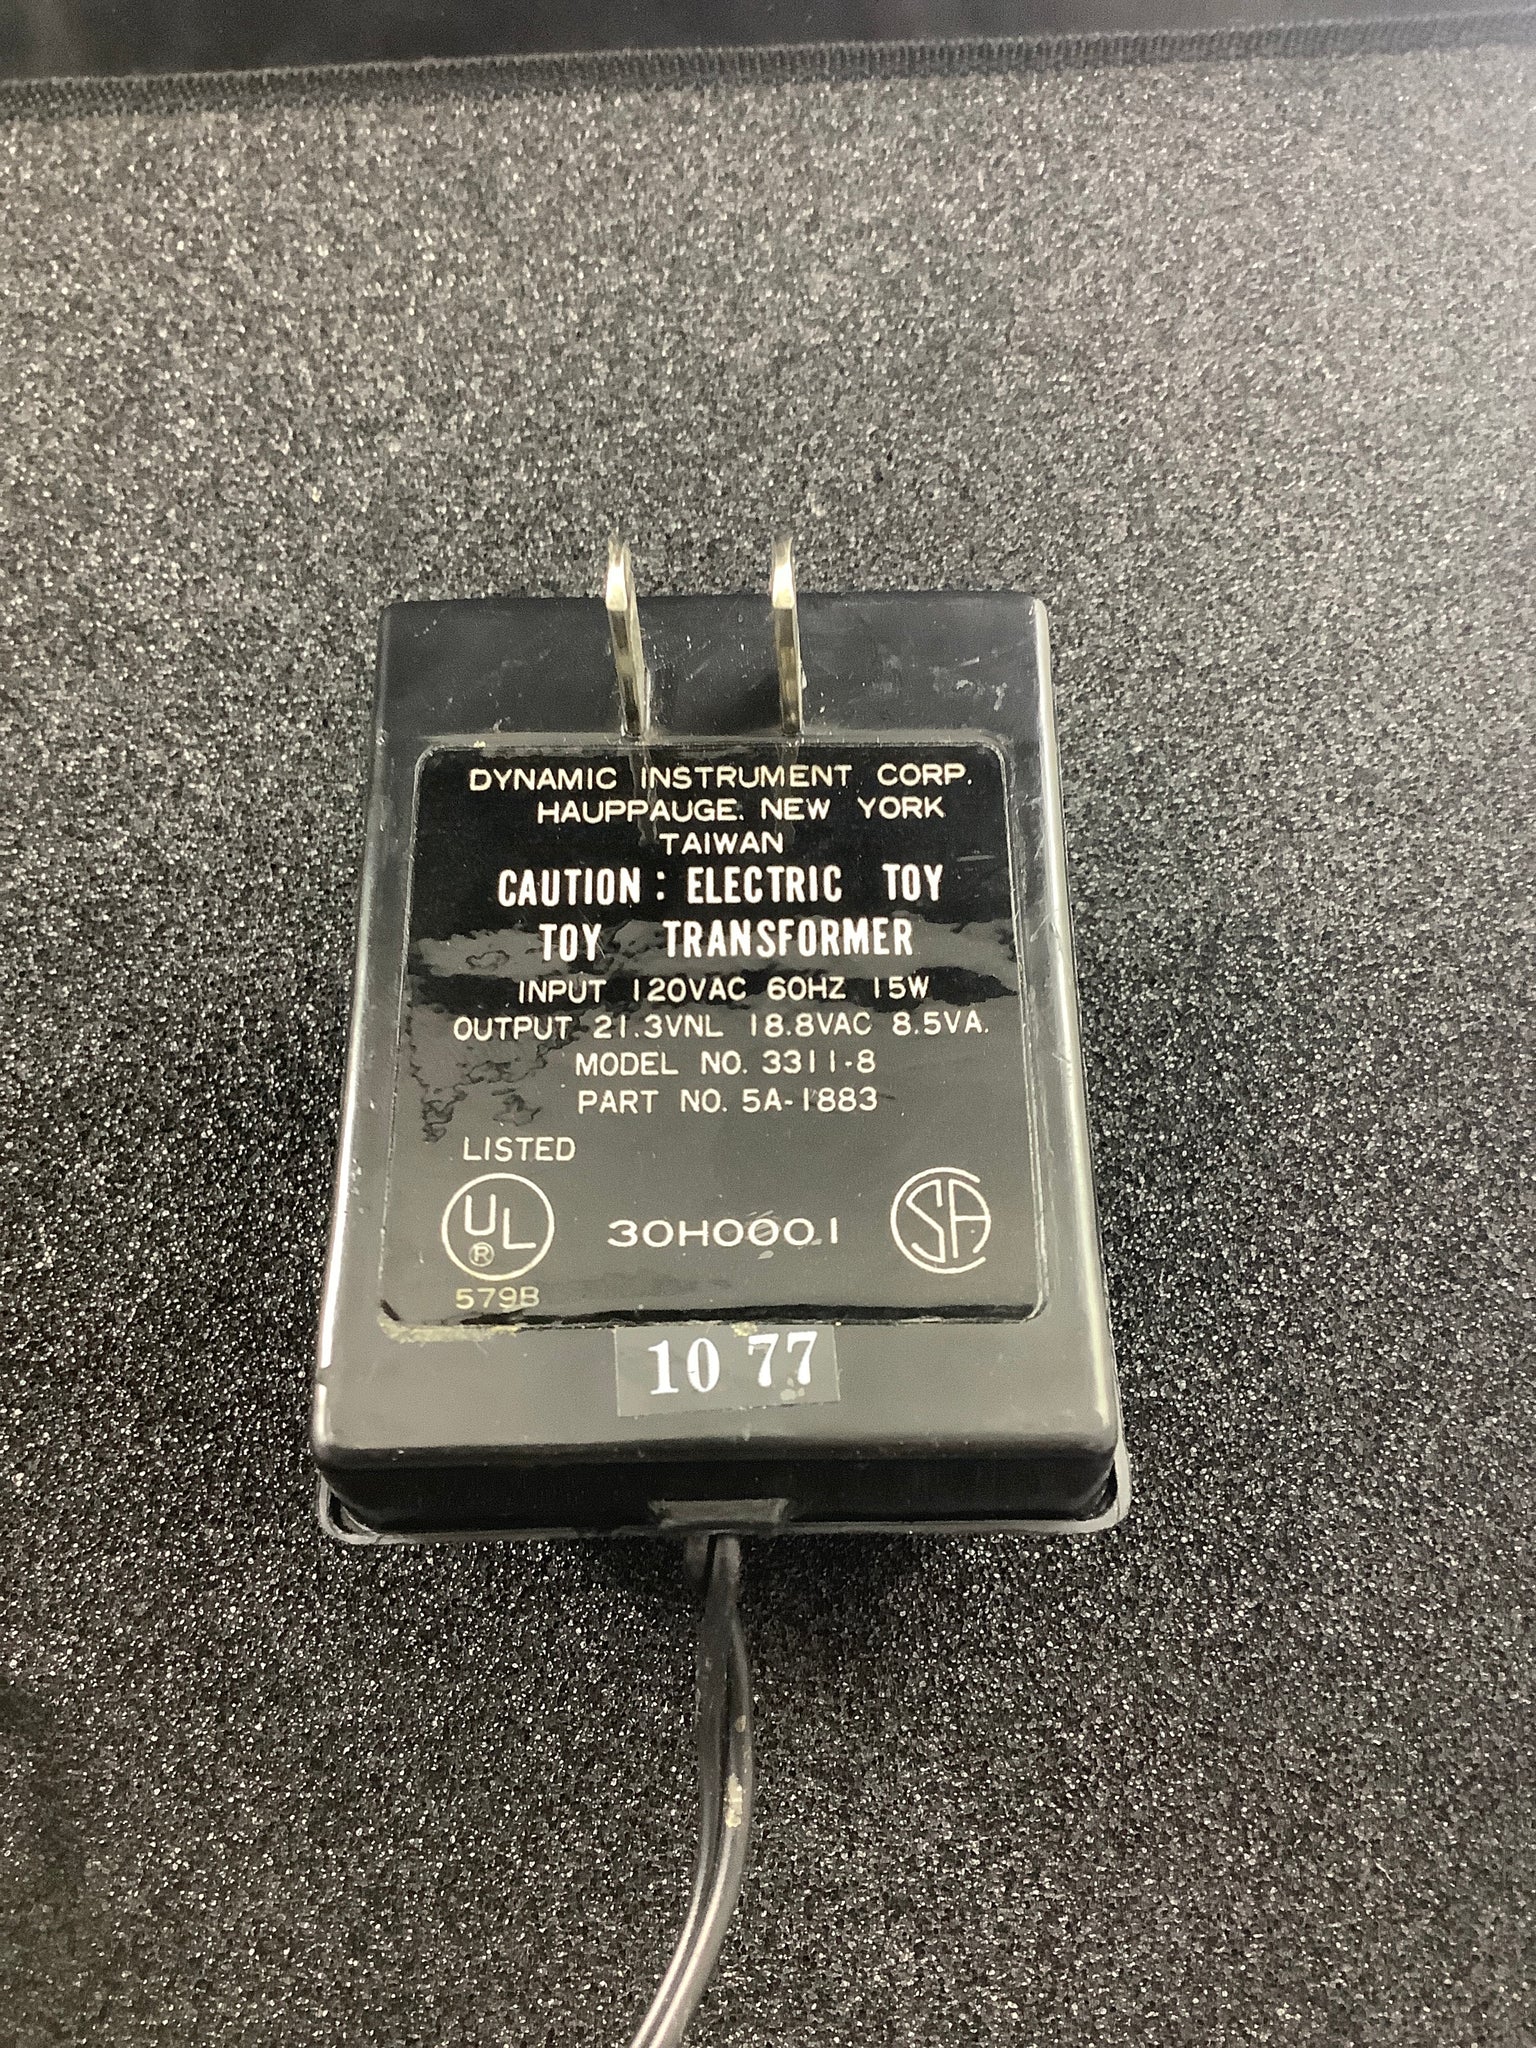 DYNAMIC INSTRUMENT CORP.
HAUPPAUGE. NEW YORK
TAIWAN
CAUTION : ELECTRIC TOY
TOY TRANSFORMER
INPUT 120VAC 60HZ 15W
OUTPUT 21.3VNL 18.8VAC 8.5VA.
MODEL NO. 3311-8
PART NO. 5A-1883
LISTED
UL ® 30H0001 SA
579B
10 77